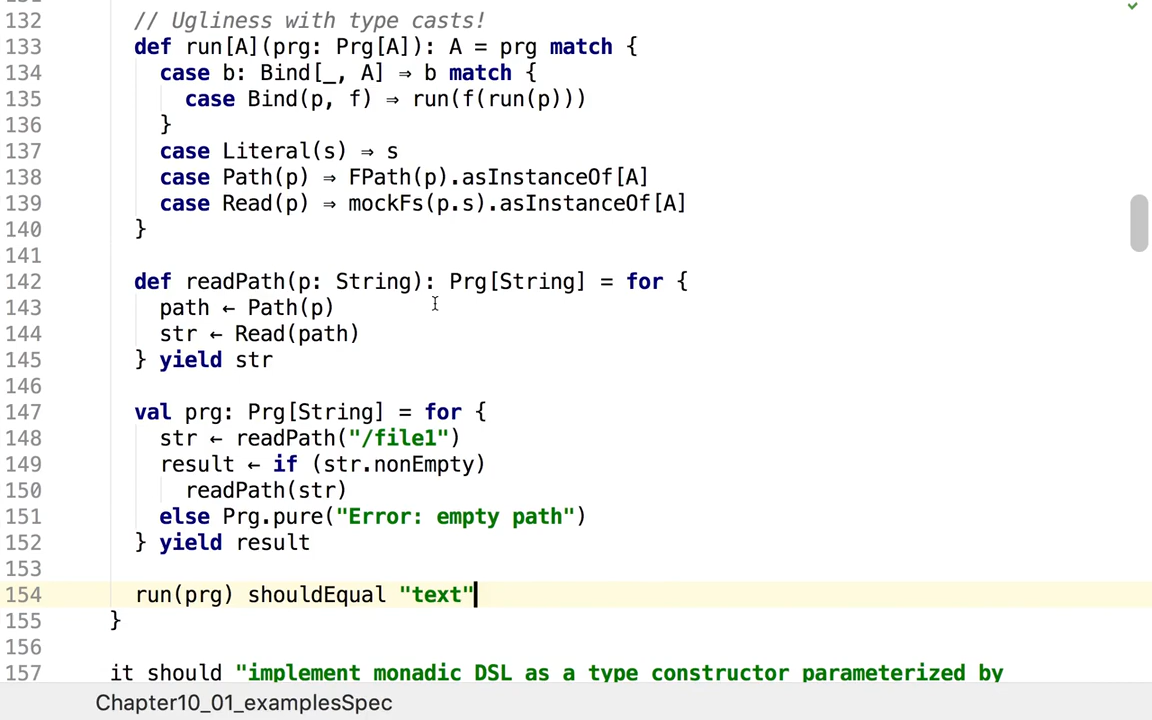 132 // Ugliness with type casts!
133 def run[A](prg: Prg[A]): A = prg match {
134 case b: Bind[_, A] ⇒ b match {
135 case Bind(p, f) ⇒ run(f(run(p)))
136 }
137 case Literal(s) ⇒ s
138 case Path(p) ⇒ FPath(p).asInstanceOf[A]
139 case Read(p) ⇒ mockFs(p.s).asInstanceOf[A]
140 }
141
142 def readPath(p: String): Prg[String] = for {
143 path ← Path(p)
144 str ← Read(path)
145 } yield str
146
147 val prg: Prg[String] = for {
148 str ← readPath("/file1")
149 result ← if (str.nonEmpty)
150 readPath(str)
151 else Prg.pure("Error: empty path")
152 } yield result
153
154 run(prg) shouldEqual "text"
155 }
156
157 it should "implement monadic DSL as a type constructor parameterized by
Chapter10_01_examplesSpec